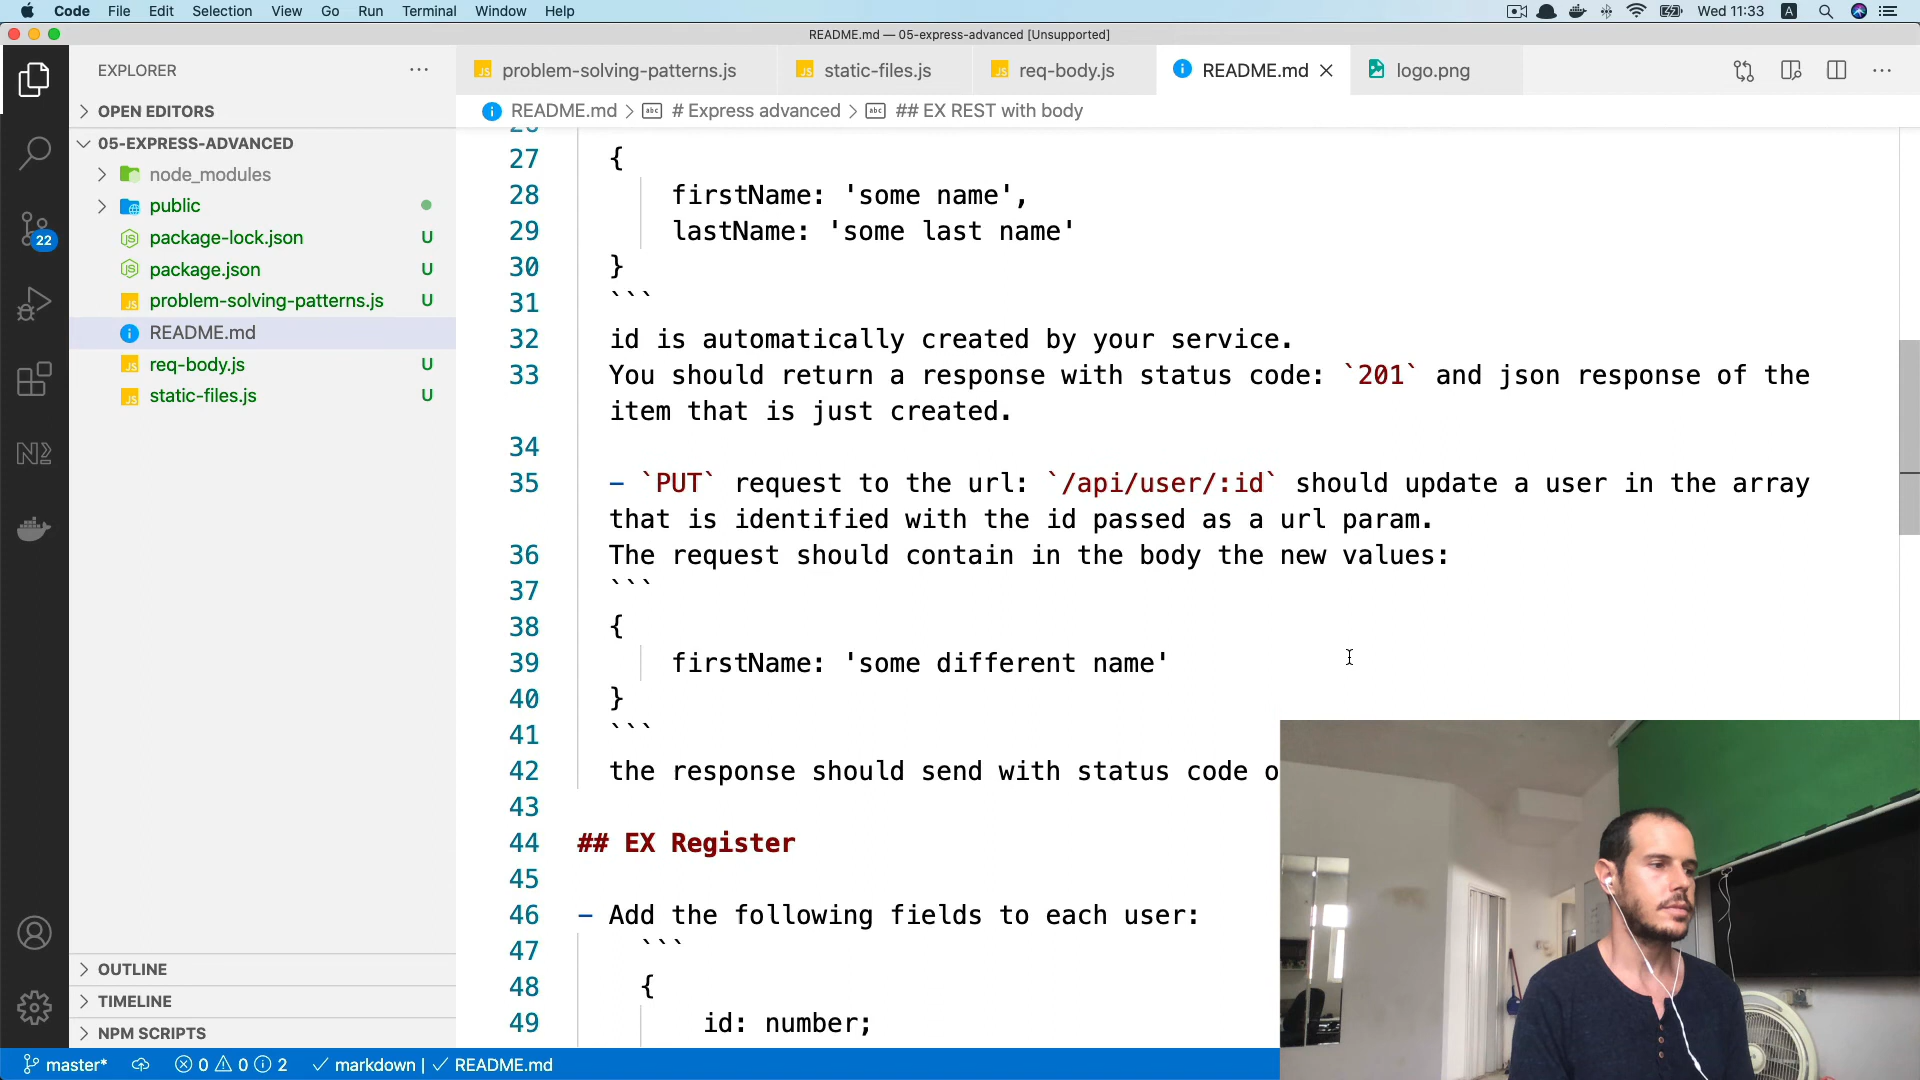 Code File Edit Selection View Go Run Terminal Window Help Wed 11:33 A
README.md — 05-express-advanced [Unsupported]
EXPLORER
problem-solving-patterns.js static-files.js req-body.js README.md logo.png
OPEN EDITORS
README.md > # Express advanced > ## EX REST with body
05-EXPRESS-ADVANCED
node_modules
public
package-lock.json U
package.json U
problem-solving-patterns.js U
README.md
req-body.js U
static-files.js U
22
26
27 {
28 firstName: 'some name',
29 lastName: 'some last name'
30 }
31 ```
32 id is automatically created by your service.
33 You should return a response with status code: `201` and json response of the
item that is just created.
34
35 - `PUT` request to the url: `/api/user/:id` should update a user in the array
that is identified with the id passed as a url param.
36 The request should contain in the body the new values:
37 ```
38 {
39 firstName: 'some different name'
40 }
41 ```
42 the response should send with status code o
43
44 ## EX Register
45
46 - Add the following fields to each user:
47 ```
48 {
49 id: number;
OUTLINE
TIMELINE
NPM SCRIPTS
master* 0 0 2 markdown | README.md